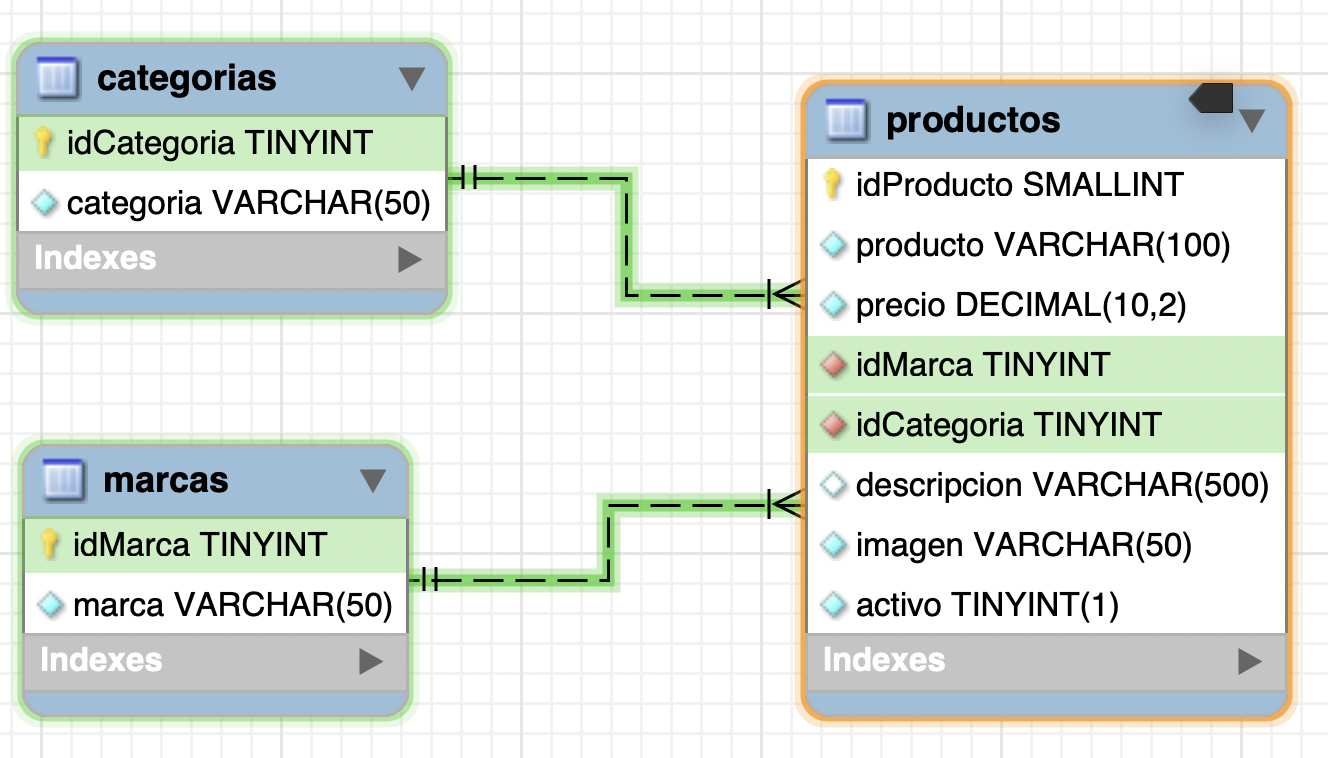 categorias
idCategoria TINYINT
categoria VARCHAR(50)
Indexes
marcas
idMarca TINYINT
marca VARCHAR(50)
Indexes
productos
idProducto SMALLINT
producto VARCHAR(100)
precio DECIMAL(10,2)
idMarca TINYINT
idCategoria TINYINT
descripcion VARCHAR(500)
imagen VARCHAR(50)
activo TINYINT(1)
Indexes